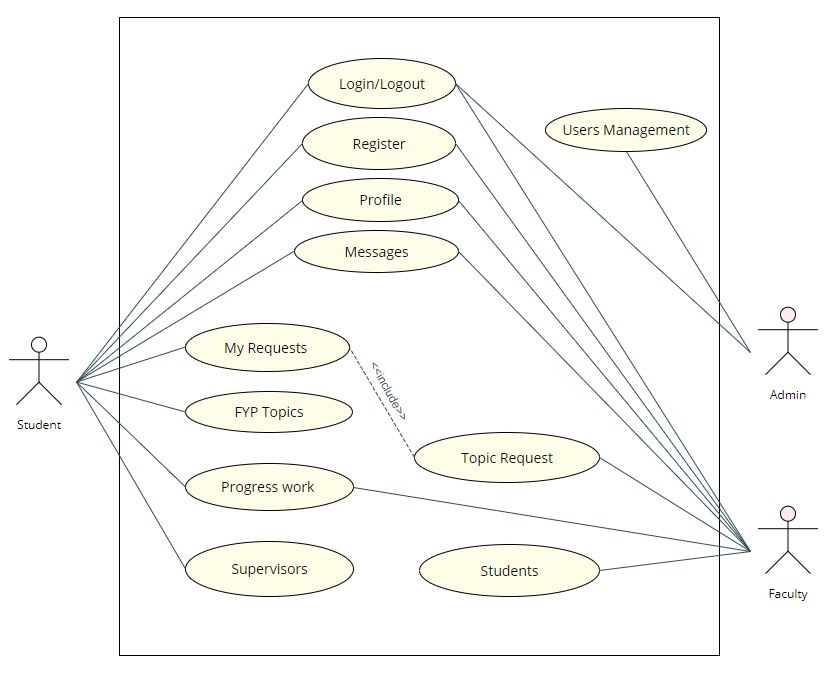 Login/Logout
Users Management
Register
Profile
Messages
My Requests
<<include>>
Admin
FYP Topics
Student
Topic Request
Progress work
Supervisors
Students
Faculty